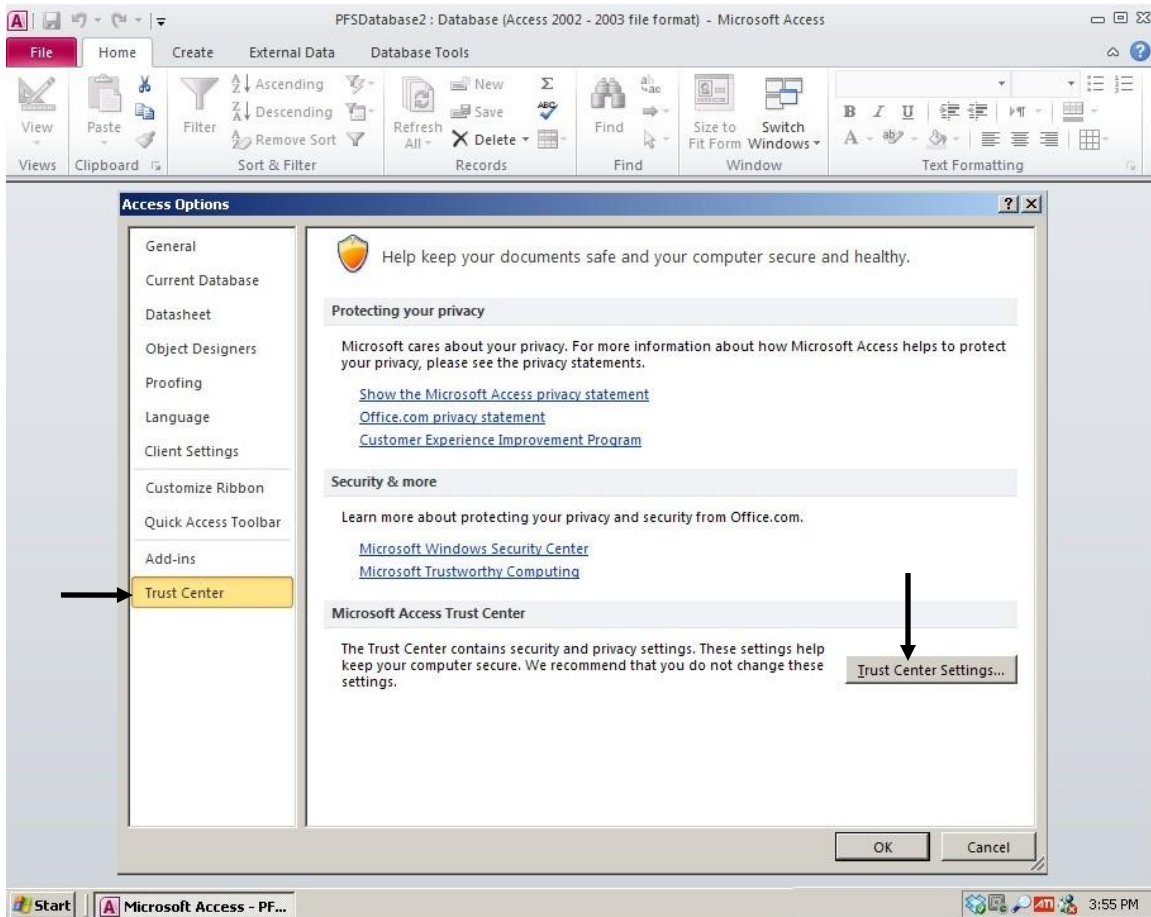 PFSDatabase2 : Database (Access 2002 - 2003 file format) - Microsoft Access
File Home Create External Data Database Tools
View
Views
Paste
Clipboard
Filter
Ascending
Descending
Remove Sort
Sort & Filter
Refresh
All
New
Save
Delete
Records
Find
Find
Size to
Fit Form
Switch
Windows
Window
B I U
A
Text Formatting
Access Options
General
Current Database
Datasheet
Object Designers
Proofing
Language
Client Settings
Customize Ribbon
Quick Access Toolbar
Add-ins
Trust Center
Help keep your documents safe and your computer secure and healthy.
Protecting your privacy
Microsoft cares about your privacy. For more information about how Microsoft Access helps to protect
your privacy, please see the privacy statements.
Show the Microsoft Access privacy statement
Office.com privacy statement
Customer Experience Improvement Program
Security & more
Learn more about protecting your privacy and security from Office.com.
Microsoft Windows Security Center
Microsoft Trustworthy Computing
Microsoft Access Trust Center
The Trust Center contains security and privacy settings. These settings help
keep your computer secure. We recommend that you do not change these
settings.
Trust Center Settings...
OK Cancel
Start Microsoft Access - PF... ATI 3:55 PM